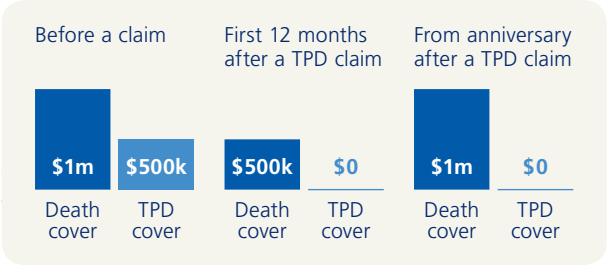 Before a claim
First 12 months
after a TPD claim
From anniversary
after a TPD claim
$1m
$500k
$500k
$0
$1m
$0
Death
cover
TPD
cover
Death
cover
TPD
cover
Death
cover
TPD
cover